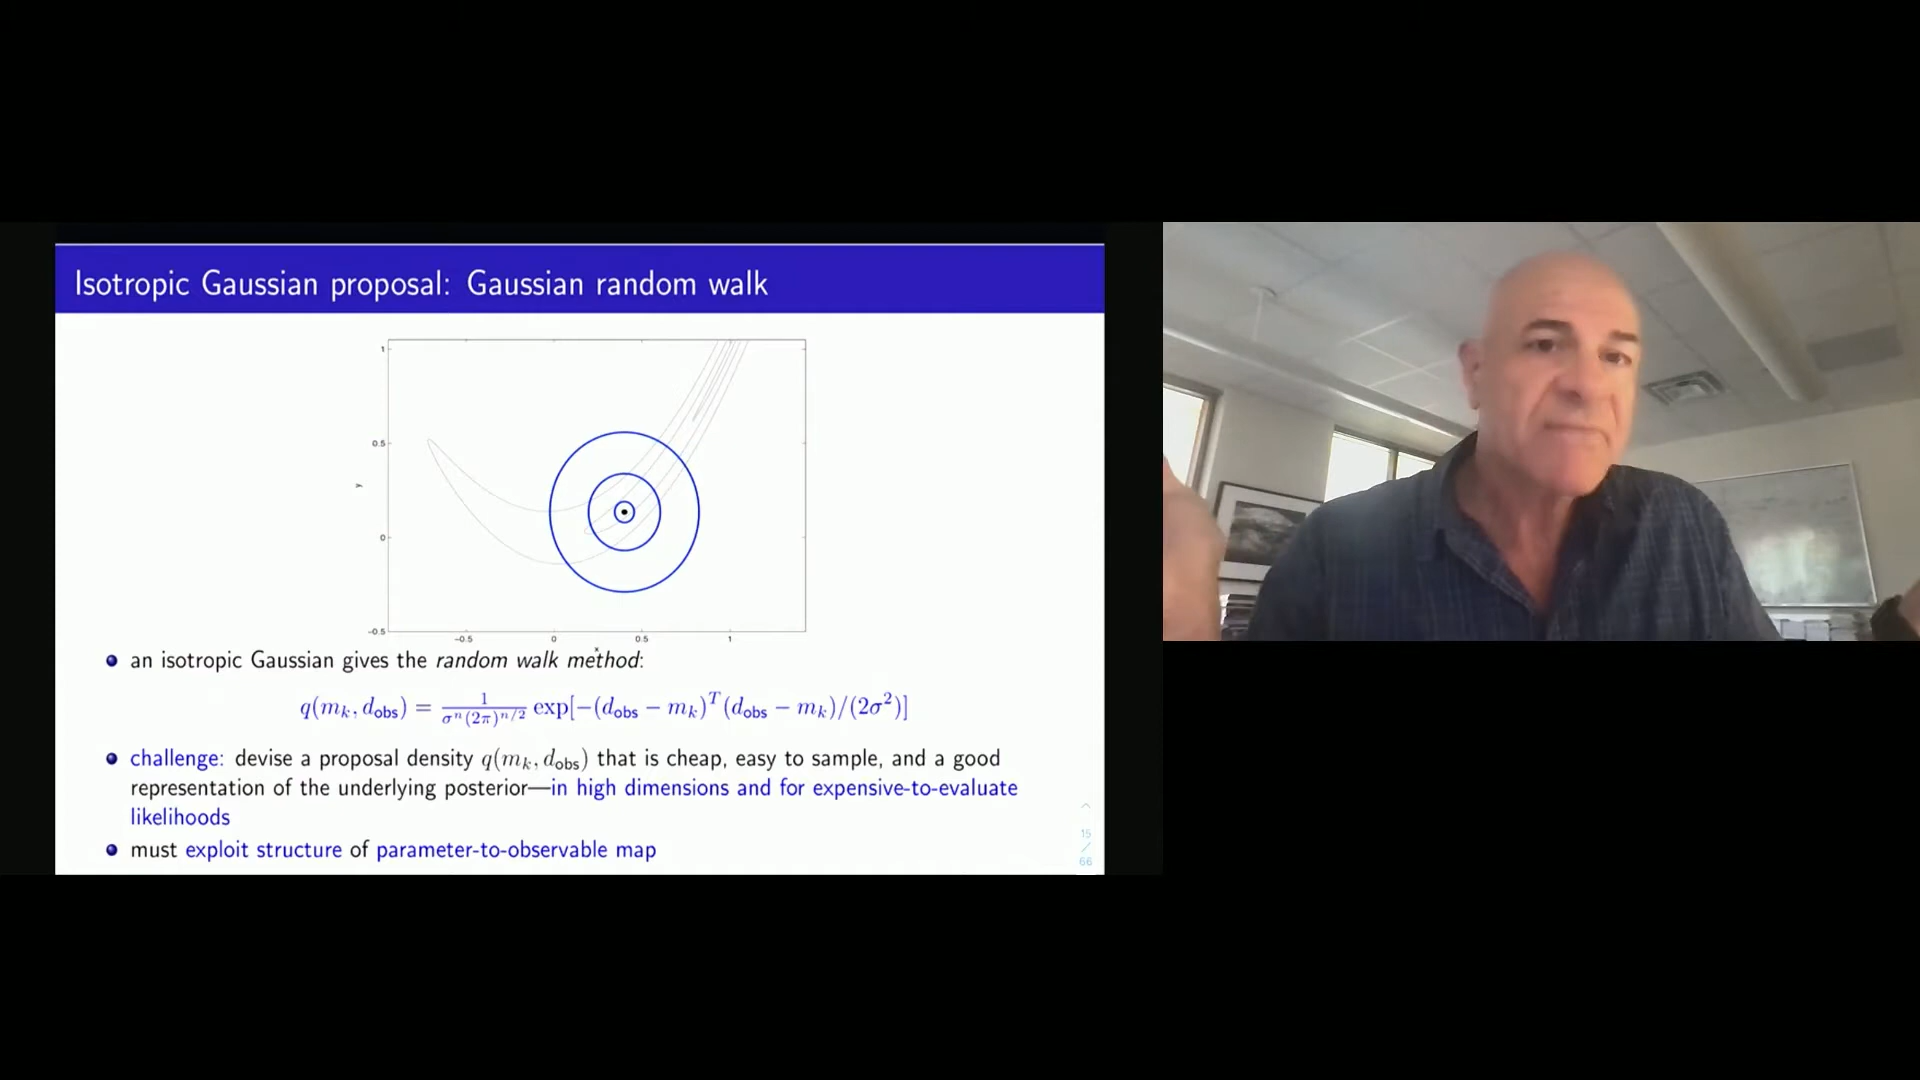 Isotropic Gaussian proposal: Gaussian random walk
1
0.5
y
0
-0.5
-0.5 0 0.5 1
x
an isotropic Gaussian gives the random walk method:
q(m_k, d_obs) = 1/(σ^n(2π)^{n/2}) exp[−(d_obs − m_k)^T(d_obs − m_k)/(2σ^2)]
challenge: devise a proposal density q(m_k, d_obs) that is cheap, easy to sample, and a good
representation of the underlying posterior—in high dimensions and for expensive-to-evaluate
likelihoods
must exploit structure of parameter-to-observable map
15
/
66